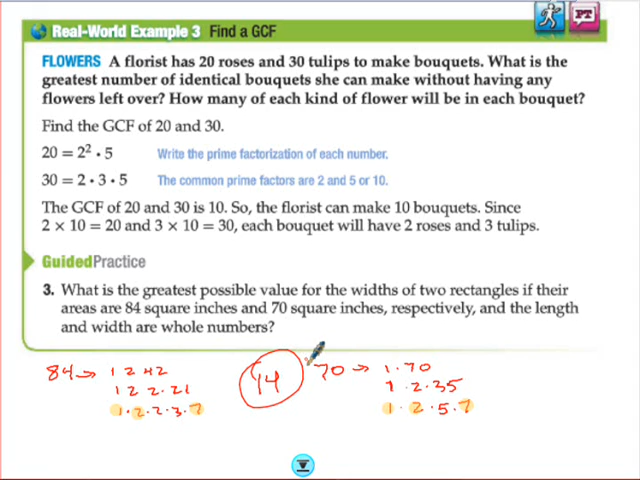 PT
Real-World Example 3 Find a GCF
FLOWERS A florist has 20 roses and 30 tulips to make bouquets. What is the
greatest number of identical bouquets she can make without having any
flowers left over? How many of each kind of flower will be in each bouquet?
Find the GCF of 20 and 30.
20 = 2² • 5 Write the prime factorization of each number.
30 = 2 • 3 • 5 The common prime factors are 2 and 5 or 10.
The GCF of 20 and 30 is 10. So, the florist can make 10 bouquets. Since
2 × 10 = 20 and 3 × 10 = 30, each bouquet will have 2 roses and 3 tulips.
GuidedPractice
3. What is the greatest possible value for the widths of two rectangles if their
areas are 84 square inches and 70 square inches, respectively, and the length
and width are whole numbers?
84 → 1 2 42
1 2 2·21
1·2·2·3·7
14
70 → 1·70
1·2·35
1·2·5·7